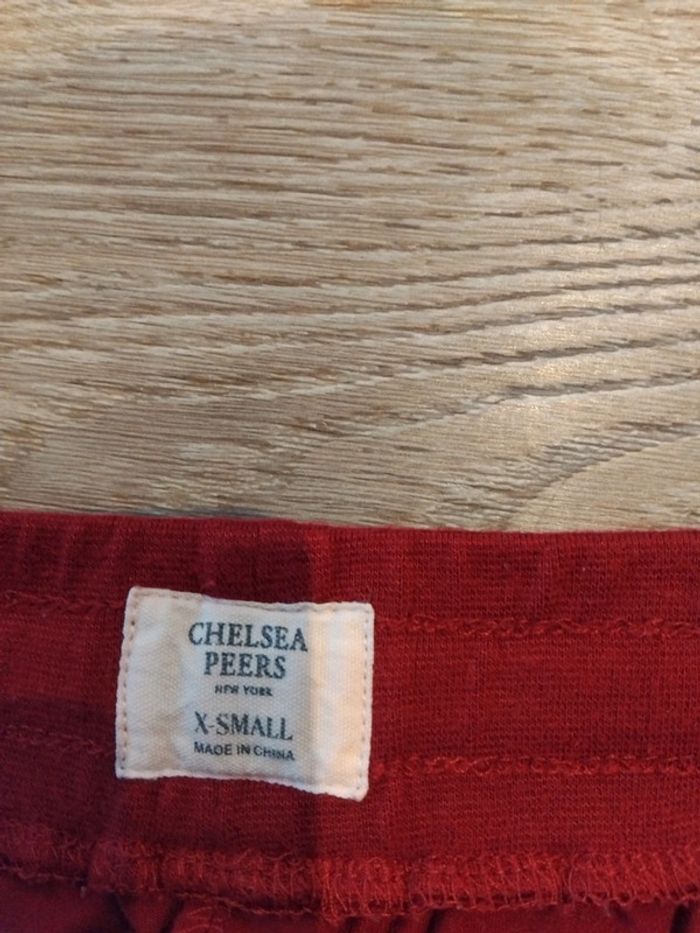 CHELSEA
PEERS
NEW YORK
X-SMALL
MADE IN CHINA